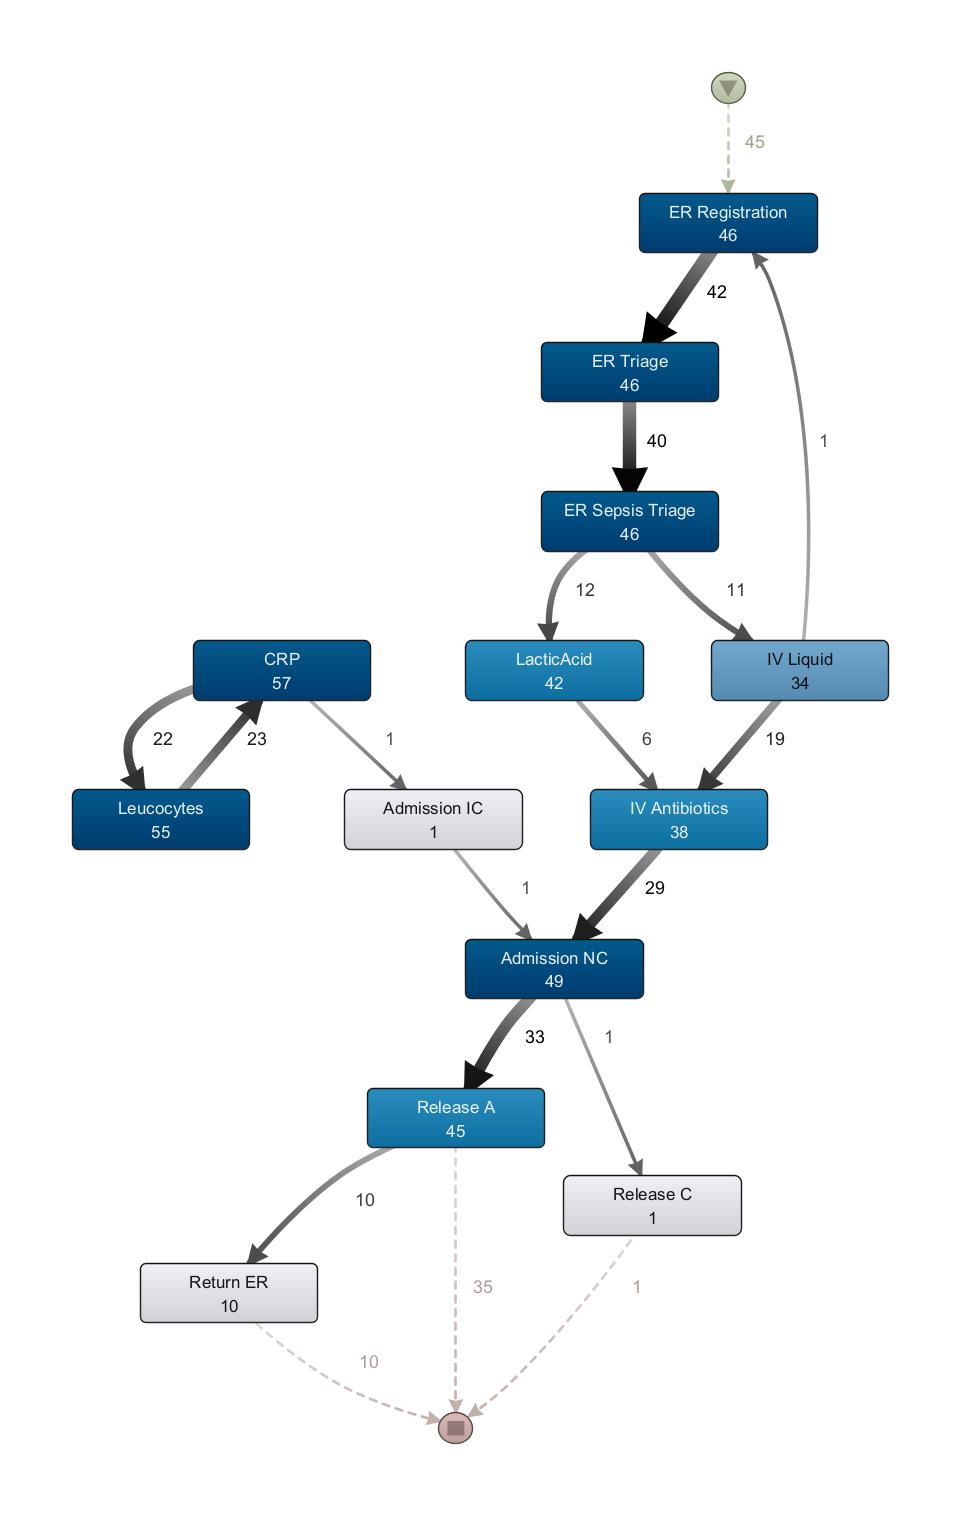 45
ER Registration
46
42
ER Triage
46
40
1
ER Sepsis Triage
46
12
11
CRP
57
LacticAcid
42
IV Liquid
34
22
23
1
6
19
Leucocytes
55
Admission IC
1
IV Antibiotics
38
1
29
Admission NC
49
33
1
Release A
45
10
Release C
1
Return ER
10
35
1
10